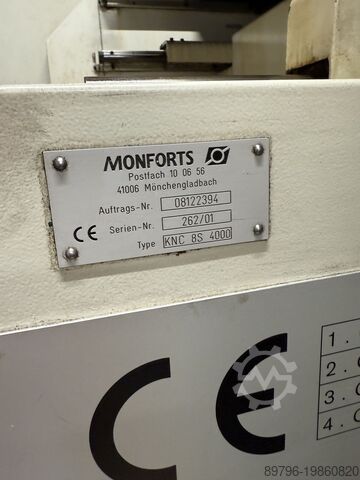 MONFORTS
Postfach 10 06 56
41006 Mönchengladbach
Auftrags-Nr. 08122394
CE Serien-Nr. 262/01
Type KNC 8S 4000
CE
1.
2.
3.
4.
89796-19860820